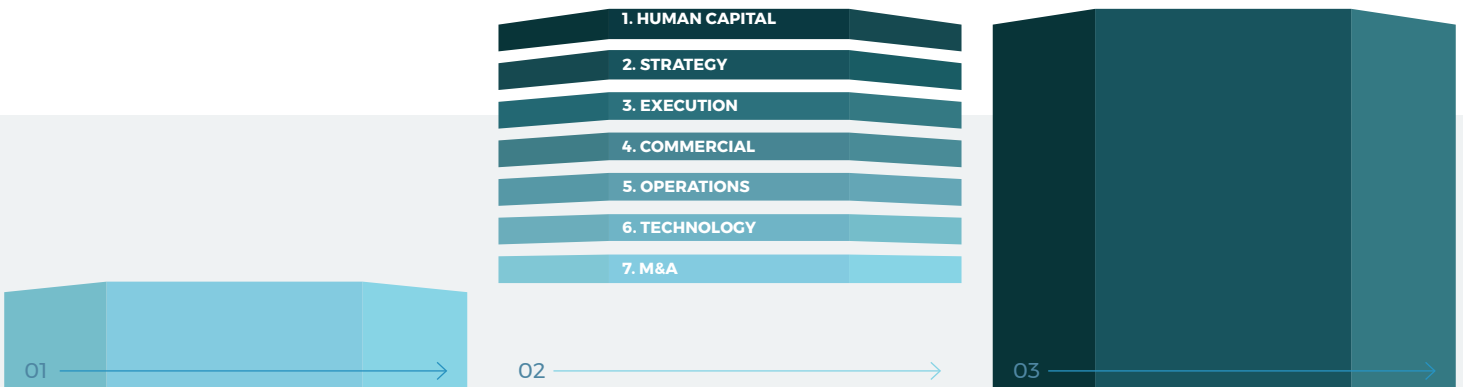 1. HUMAN CAPITAL
2. STRATEGY
3. EXECUTION
4. COMMERCIAL
5. OPERATIONS
6. TECHNOLOGY
7. M&A
01
02
03